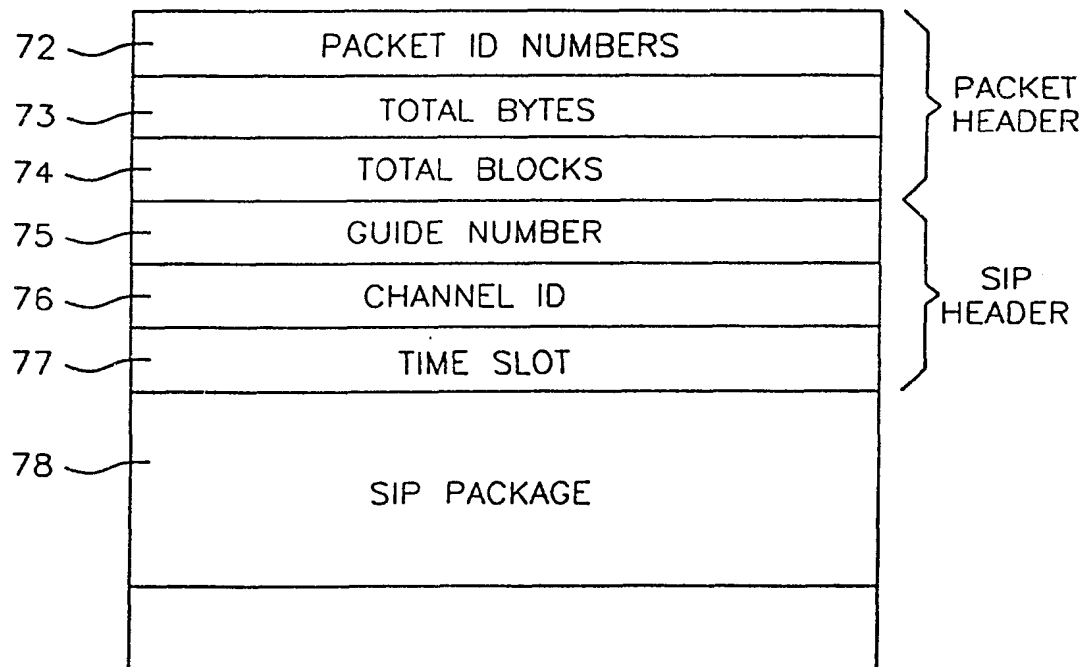 72 PACKET ID NUMBERS
73 TOTAL BYTES
74 TOTAL BLOCKS
PACKET
HEADER
75 GUIDE NUMBER
76 CHANNEL ID
77 TIME SLOT
SIP
HEADER
78 SIP PACKAGE